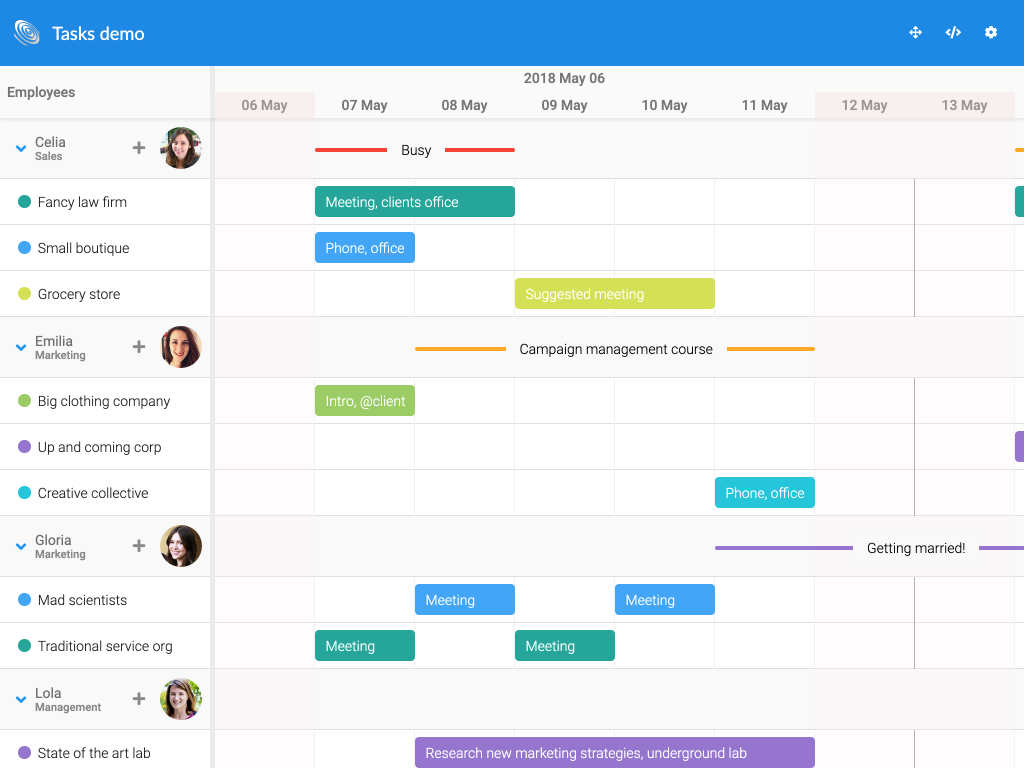 Tasks demo
Employees
2018 May 06
06 May 07 May 08 May 09 May 10 May 11 May 12 May 13 May
Celia
Sales
Busy
Fancy law firm
Meeting, clients office
Small boutique
Phone, office
Grocery store
Suggested meeting
Emilia
Marketing
Campaign management course
Big clothing company
Intro, @client
Up and coming corp
Creative collective
Phone, office
Gloria
Marketing
Getting married!
Mad scientists
Meeting Meeting
Traditional service org
Meeting Meeting
Lola
Management
State of the art lab
Research new marketing strategies, underground lab